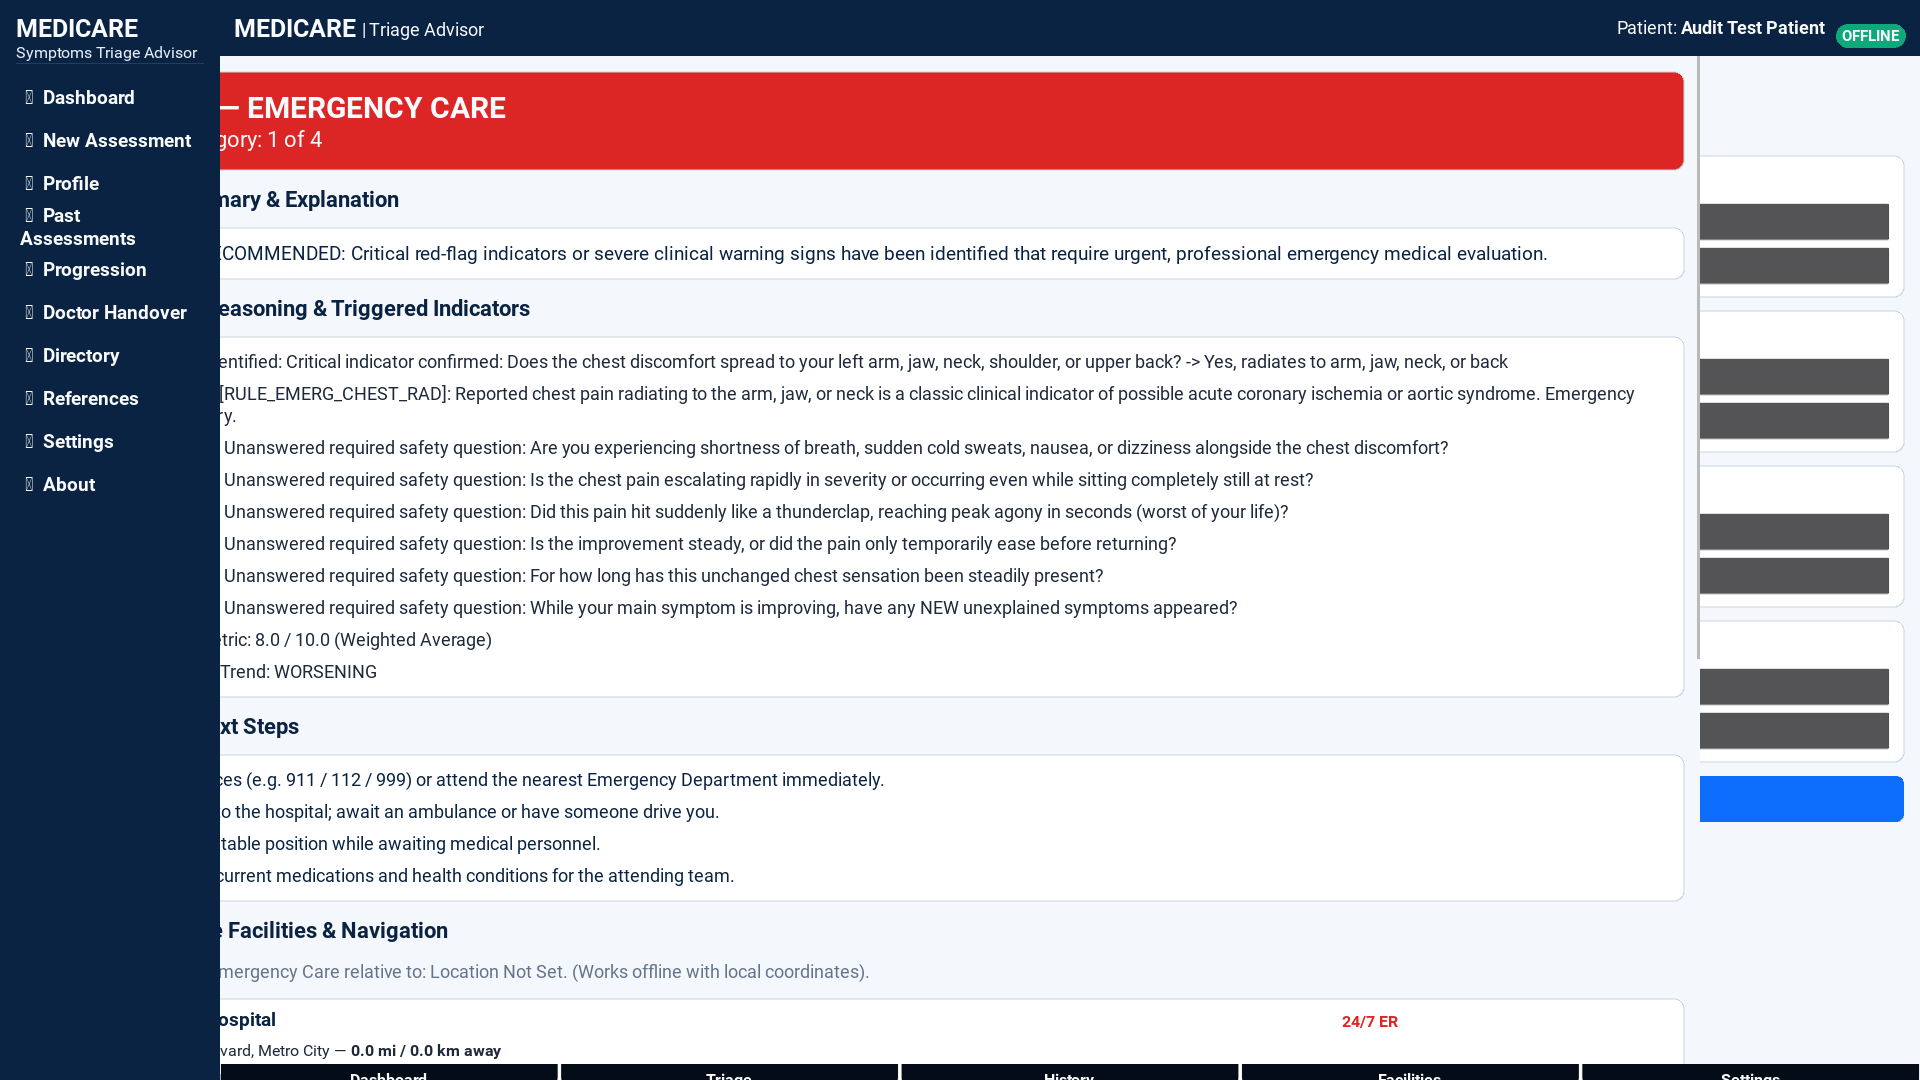 MEDICARE
Symptoms Triage Advisor
Dashboard
New Assessment
Profile
Past
Assessments
Progression
Doctor Handover
Directory
References
Settings
About
MEDICARE | Triage Advisor
Patient: Audit Test Patient
OFFLINE
— EMERGENCY CARE
gory: 1 of 4
mary & Explanation
ECOMMENDED: Critical red-flag indicators or severe clinical warning signs have been identified that require urgent, professional emergency medical evaluation.
easoning & Triggered Indicators
entified: Critical indicator confirmed: Does the chest discomfort spread to your left arm, jaw, neck, shoulder, or upper back? -> Yes, radiates to arm, jaw, neck, or back
[RULE_EMERG_CHEST_RAD]: Reported chest pain radiating to the arm, jaw, or neck is a classic clinical indicator of possible acute coronary ischemia or aortic syndrome. Emergency
ry.
Unanswered required safety question: Are you experiencing shortness of breath, sudden cold sweats, nausea, or dizziness alongside the chest discomfort?
Unanswered required safety question: Is the chest pain escalating rapidly in severity or occurring even while sitting completely still at rest?
Unanswered required safety question: Did this pain hit suddenly like a thunderclap, reaching peak agony in seconds (worst of your life)?
Unanswered required safety question: Is the improvement steady, or did the pain only temporarily ease before returning?
Unanswered required safety question: For how long has this unchanged chest sensation been steadily present?
Unanswered required safety question: While your main symptom is improving, have any NEW unexplained symptoms appeared?
etric: 8.0 / 10.0 (Weighted Average)
Trend: WORSENING
xt Steps
ces (e.g. 911 / 112 / 999) or attend the nearest Emergency Department immediately.
o the hospital; await an ambulance or have someone drive you.
table position while awaiting medical personnel.
current medications and health conditions for the attending team.
e Facilities & Navigation
mergency Care relative to: Location Not Set. (Works offline with local coordinates).
ospital
24/7 ER
vard, Metro City — 0.0 mi / 0.0 km away
Dashboard
Triage
History
Facilities
Settings